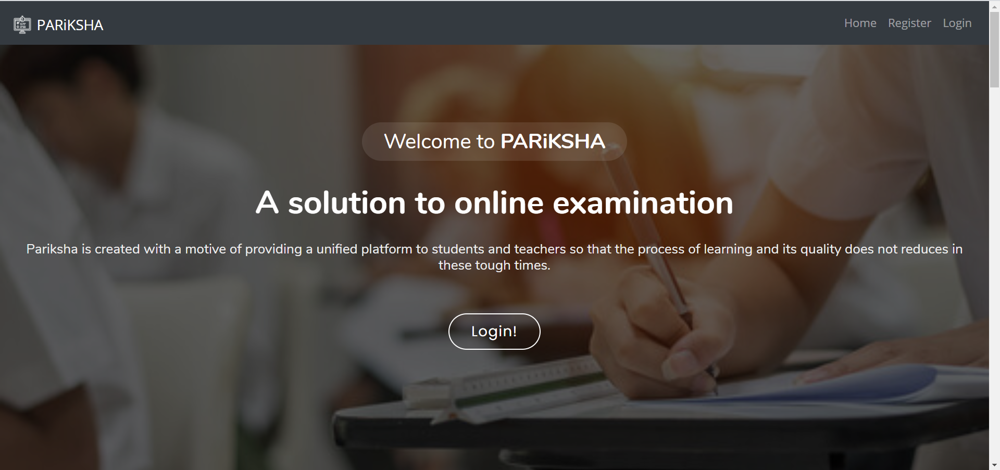 PARiKSHA
Home Register Login
Welcome to PARiKSHA
A solution to online examination
Pariksha is created with a motive of providing a unified platform to students and teachers so that the process of learning and its quality does not reduces in
these tough times.
Login!